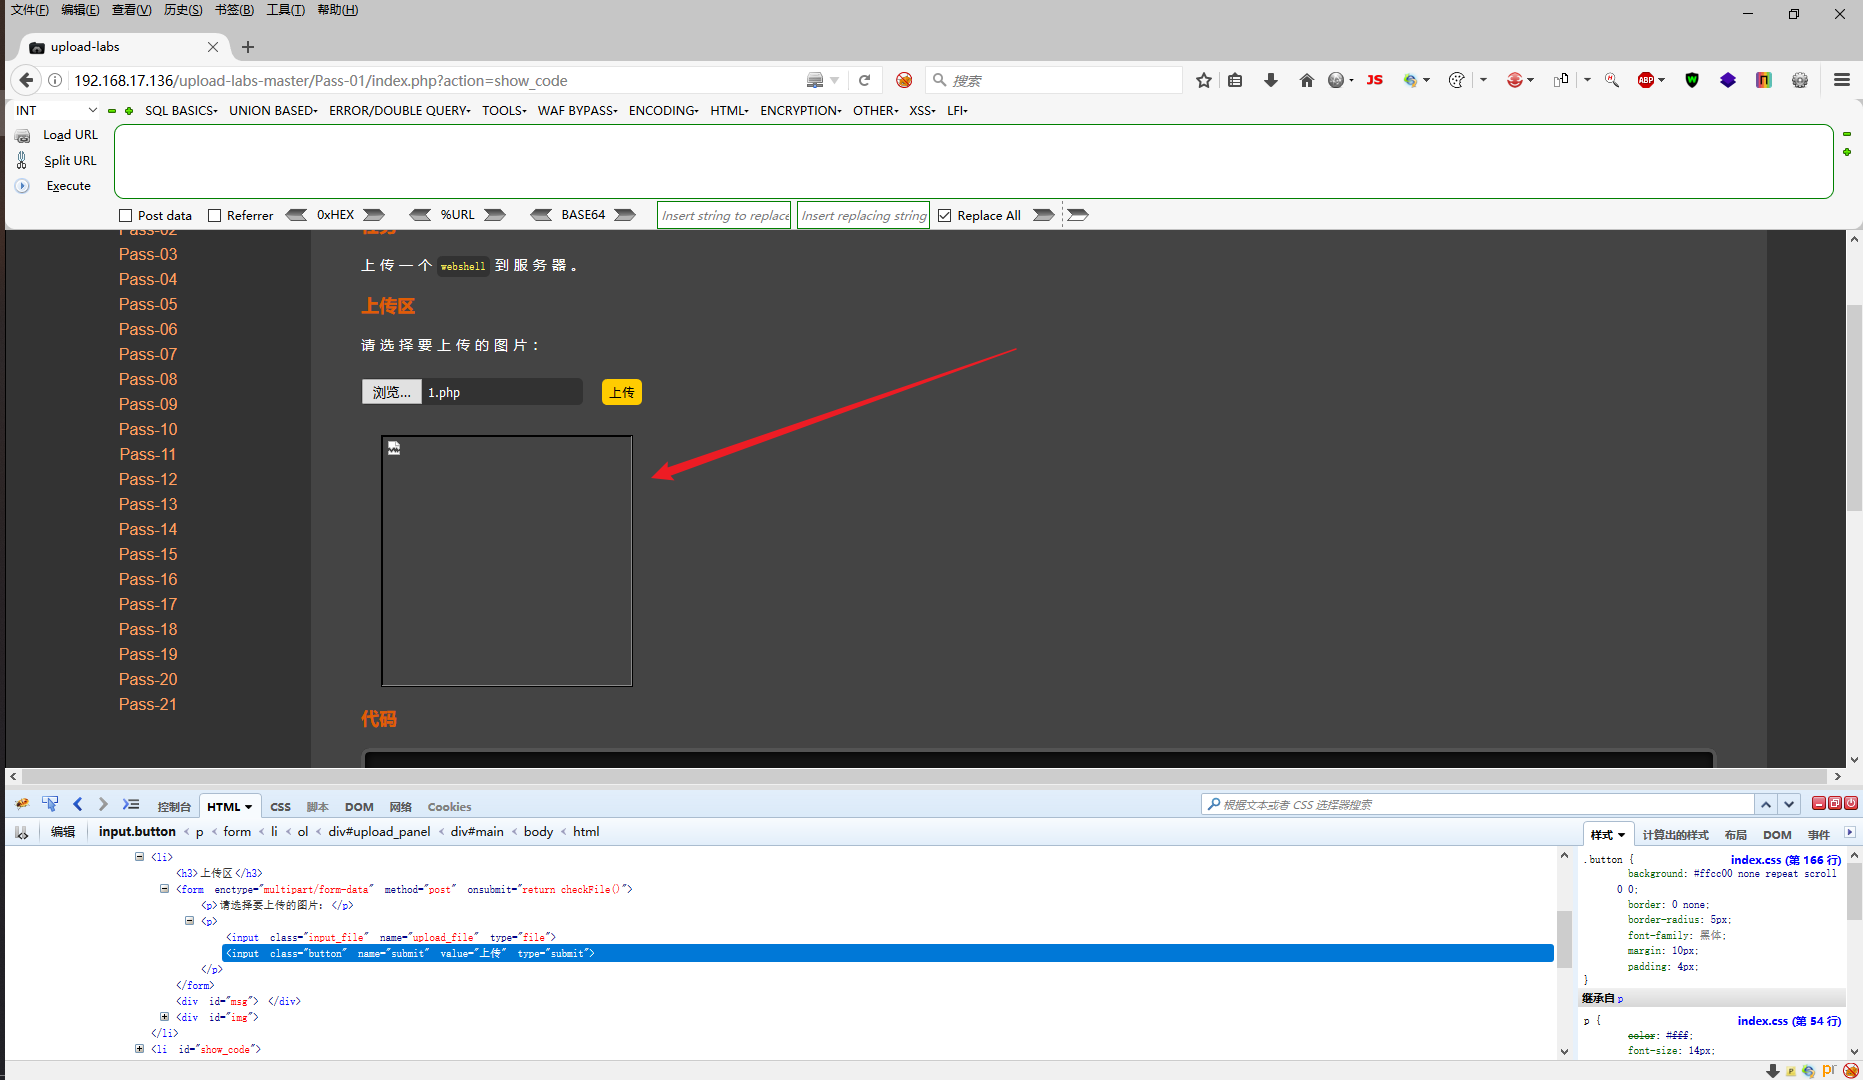 文件(F) 编辑(E) 查看(V) 历史(S) 书签(B) 工具(T) 帮助(H)
upload-labs
192.168.17.136/upload-labs-master/Pass-01/index.php?action=show_code
搜索
JS
ABP
INT
SQL BASICS UNION BASED ERROR/DOUBLE QUERY TOOLS WAF BYPASS ENCODING HTML ENCRYPTION OTHER XSS LFI
Load URL
Split URL
Execute
Post data Referrer 0xHEX %URL BASE64 Insert string to replace Insert replacing string Replace All
Pass-02
Pass-03
Pass-04
Pass-05
Pass-06
Pass-07
Pass-08
Pass-09
Pass-10
Pass-11
Pass-12
Pass-13
Pass-14
Pass-15
Pass-16
Pass-17
Pass-18
Pass-19
Pass-20
Pass-21
任务
上传一个 webshell 到服务器。
上传区
请选择要上传的图片：
浏览... 1.php 上传
代码
控制台 HTML CSS 脚本 DOM 网络 Cookies
根据文本或者 CSS 选择器搜索
编辑 input.button < p < form < li < ol < div#upload_panel < div#main < body < html
样式 计算出的样式 布局 DOM 事件
<li>
<h3>上传区</h3>
<form enctype="multipart/form-data" method="post" onsubmit="return checkFile()">
<p>请选择要上传的图片：</p>
<p>
<input class="input_file" name="upload_file" type="file">
<input class="button" name="submit" value="上传" type="submit">
</p>
</form>
<div id="msg"> </div>
<div id="img">
</li>
<li id="show_code">
.button { index.css (第 166 行)
background: #ffcc00 none repeat scroll
0 0;
border: 0 none;
border-radius: 5px;
font-family: 黑体;
margin: 10px;
padding: 4px;
}
继承自 p
p { index.css (第 54 行)
color: #fff;
font-size: 14px;
pr